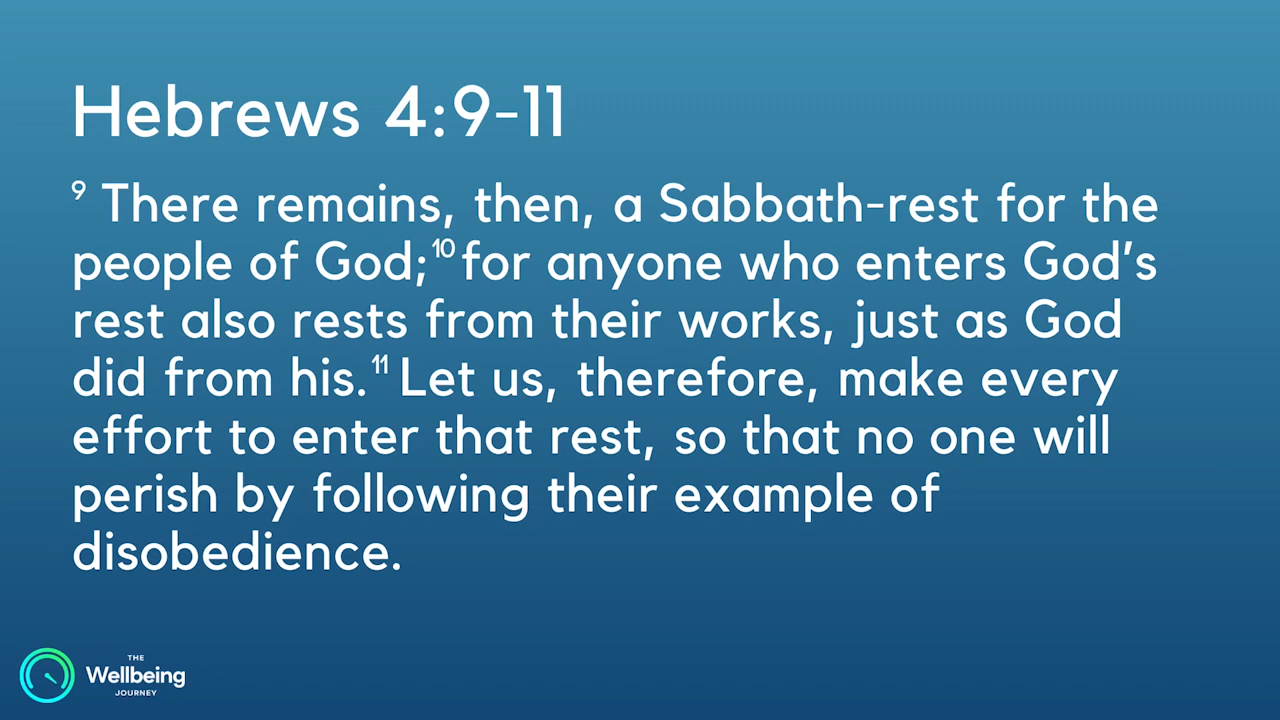 Hebrews 4:9-11
⁹ There remains, then, a Sabbath-rest for the
people of God;¹⁰ for anyone who enters God’s
rest also rests from their works, just as God
did from his.¹¹ Let us, therefore, make every
effort to enter that rest, so that no one will
perish by following their example of
disobedience.
THE
Wellbeing
JOURNEY